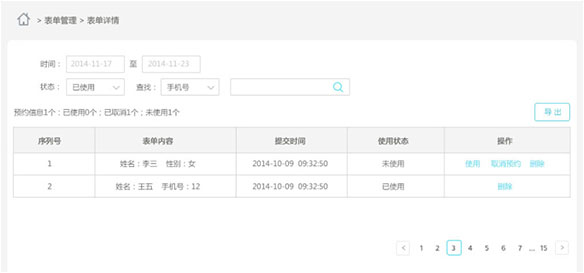 > 表单管理 > 表单详情
时间： 2014-11-17 至 2014-11-23
状态： 已使用 查找： 手机号
预约信息1个；已使用0个；已取消1个；未使用1个
导 出
序列号 表单内容 提交时间 使用状态 操作
1 姓名：李三 性别：女 2014-10-09 09:32:50 未使用 使用 取消预约 删除
2 姓名：王五 手机号：12 2014-10-09 09:32:50 已使用 删除
< 1 2 3 4 5 6 7 ... 15 >